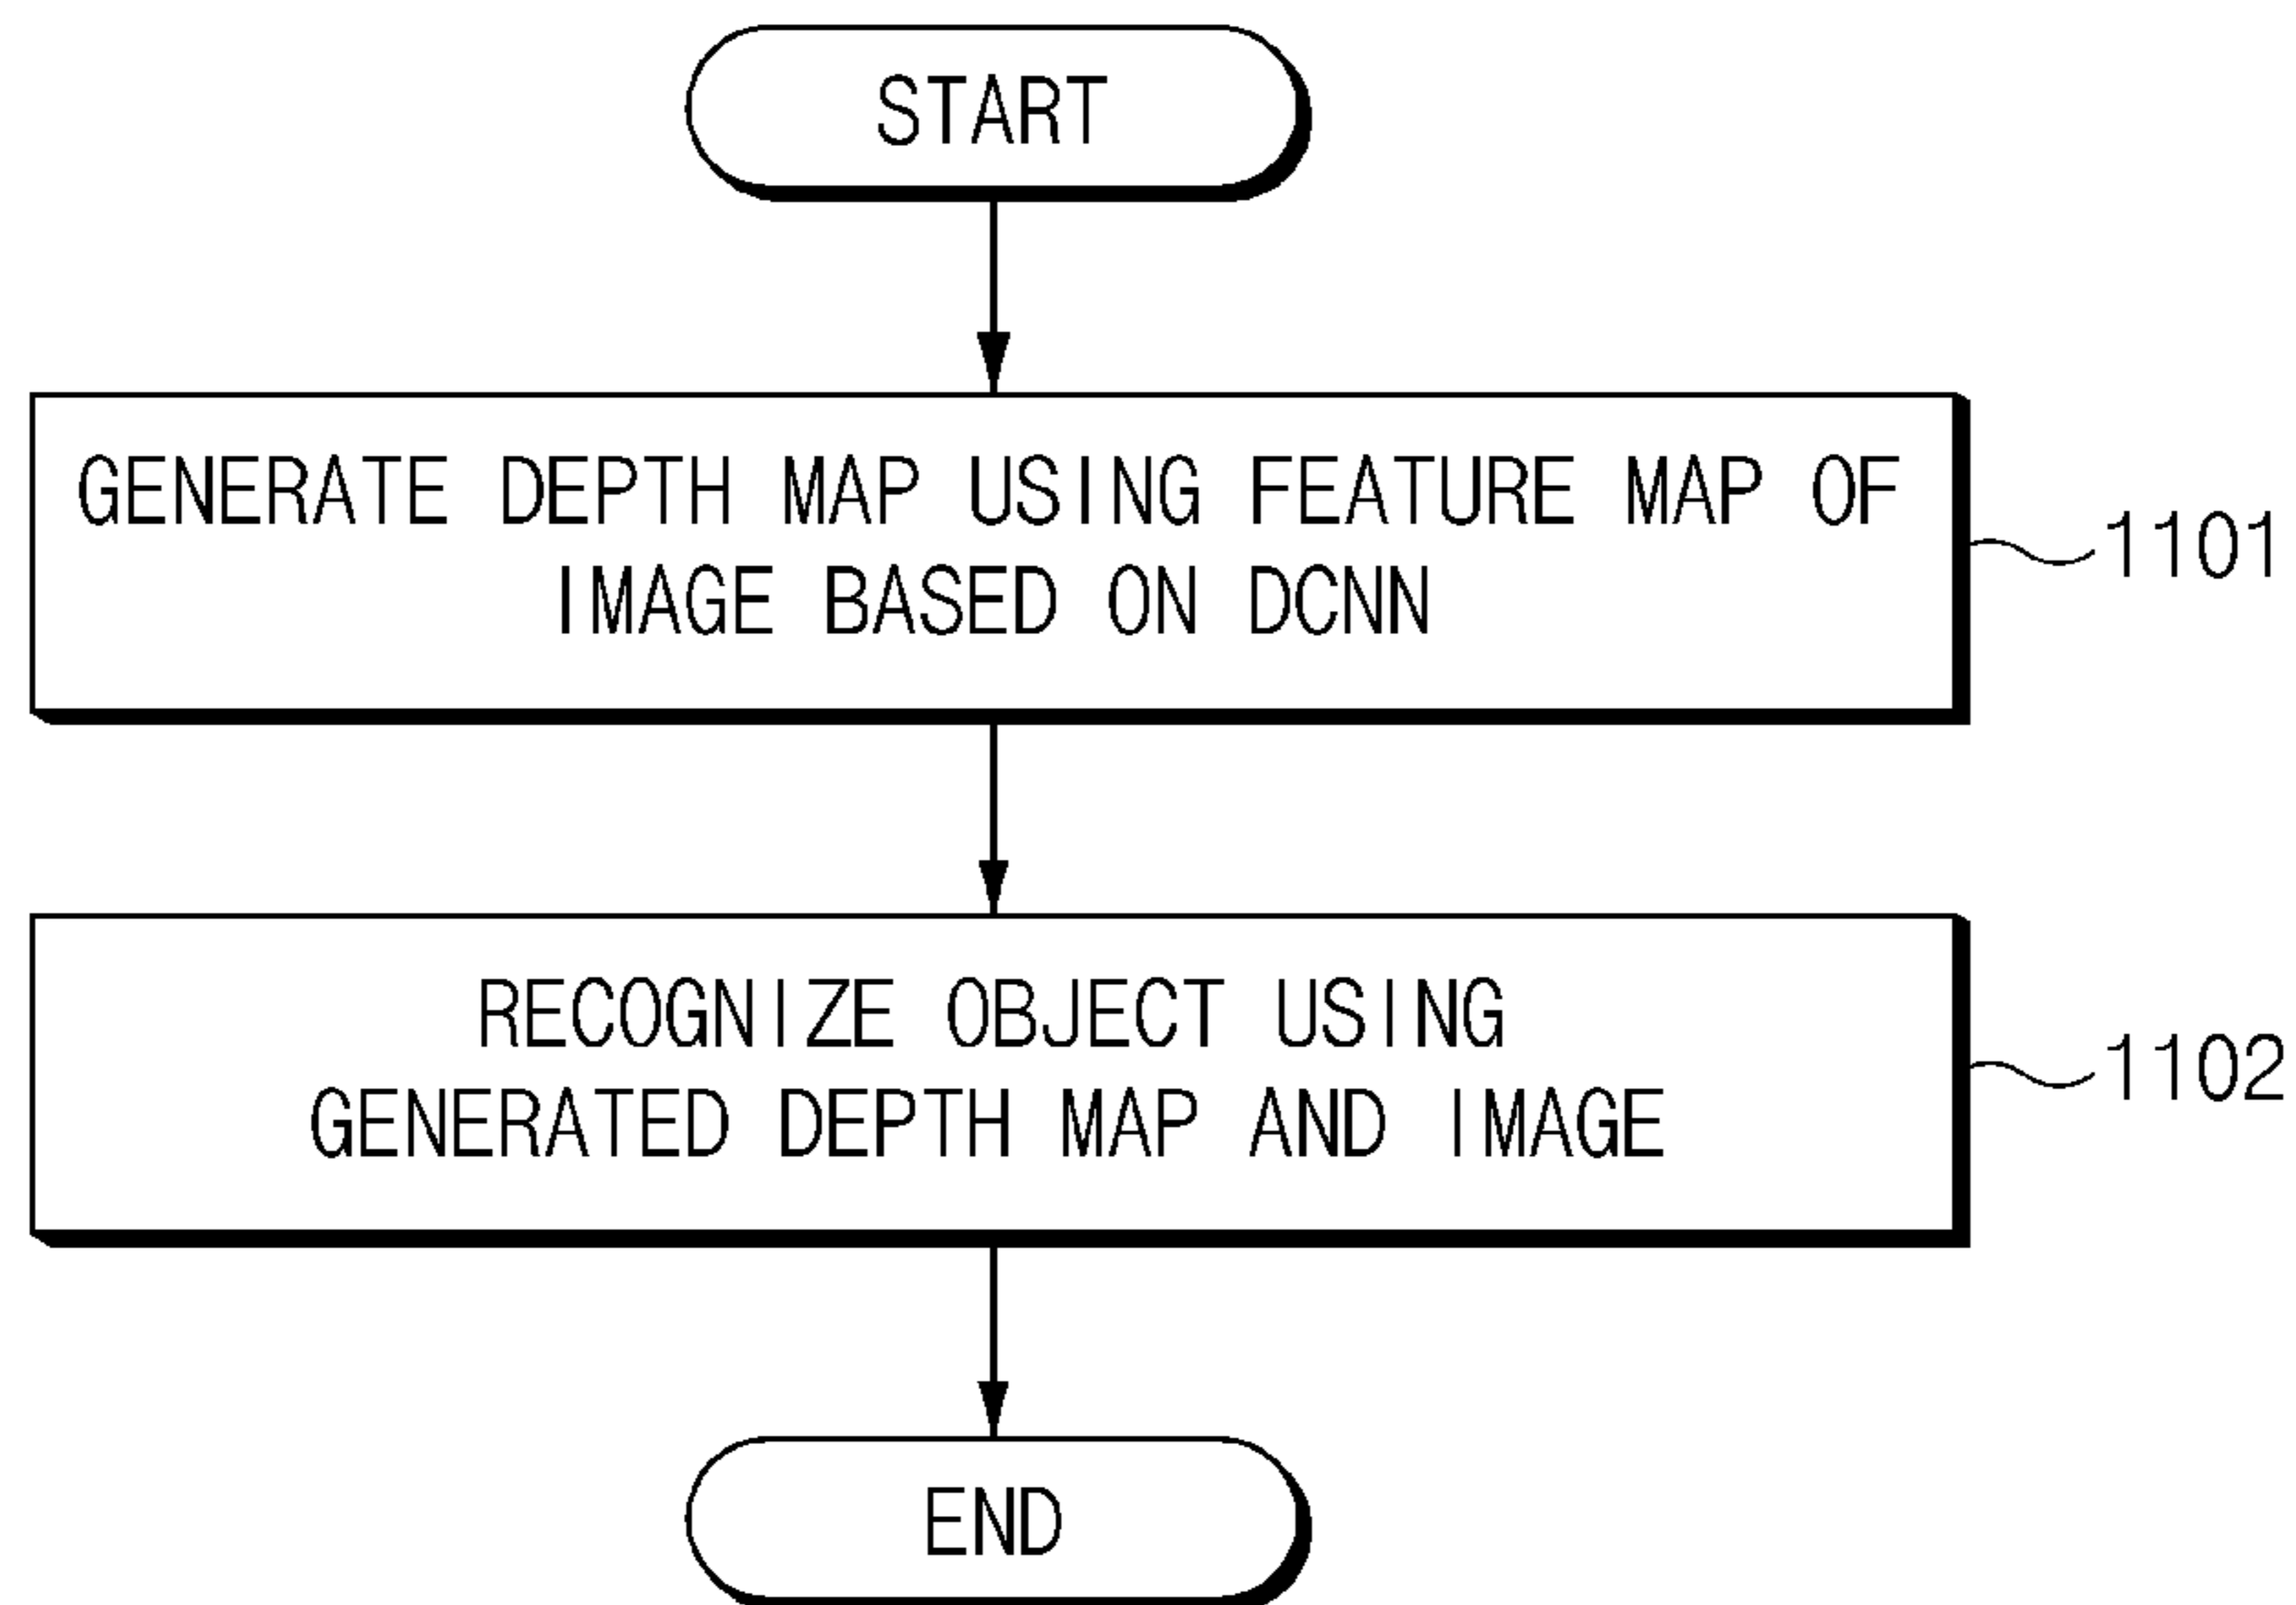 START
GENERATE DEPTH MAP USING FEATURE MAP OF
IMAGE BASED ON DCNN
1101
RECOGNIZE OBJECT USING
GENERATED DEPTH MAP AND IMAGE
1102
END